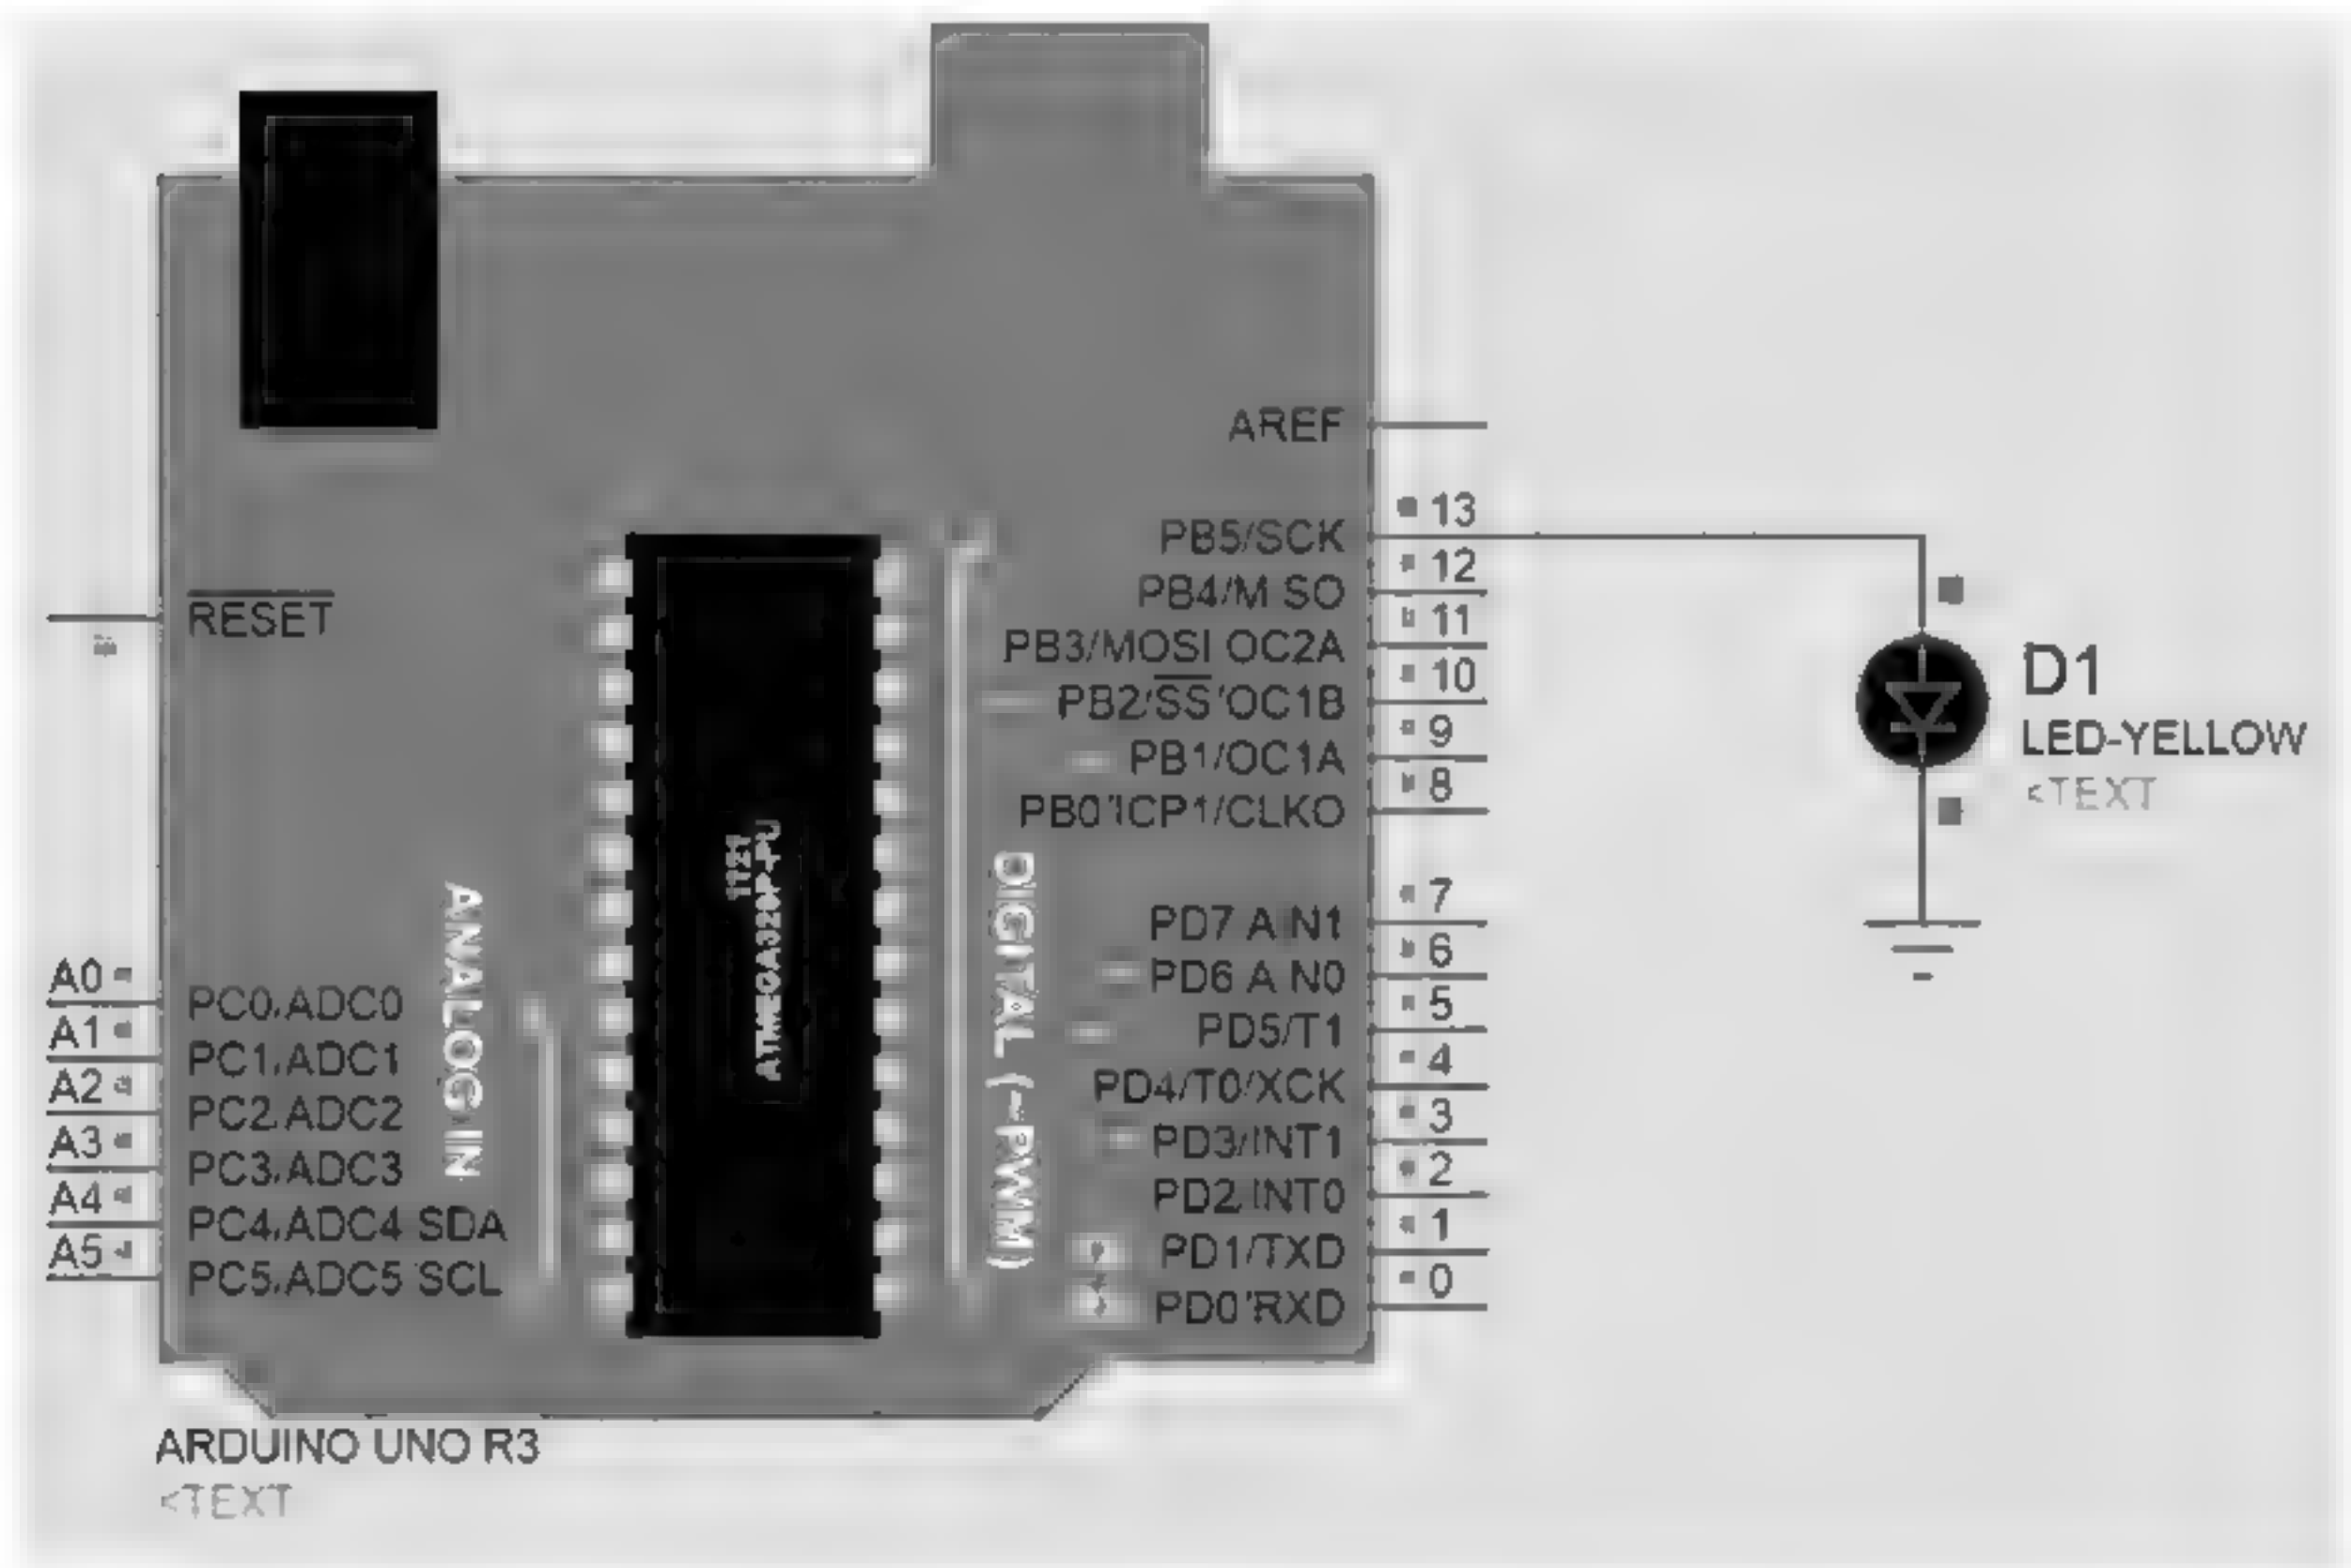 AREF
13
PB5/SCK
12
PB4/M SO
11
PB3/MOSI OC2A
10
PB2/SS/OC1B
9
PB1/OC1A
8
PB0/ICP1/CLKO
7
PD7 A N1
6
PD6 A N0
5
PD5/T1
4
PD4/T0/XCK
3
PD3/INT1
2
PD2/INT0
1
PD1/TXD
0
PD0/RXD
RESET
A0
PC0/ADC0
A1
PC1/ADC1
A2
PC2/ADC2
A3
PC3/ADC3
A4
PC4/ADC4 SDA
A5
PC5/ADC5 SCL
ANALOG IN
1121
ATMEGA328P-PU
DIGITAL (~PWM)
D1
LED-YELLOW
<TEXT
ARDUINO UNO R3
<TEXT